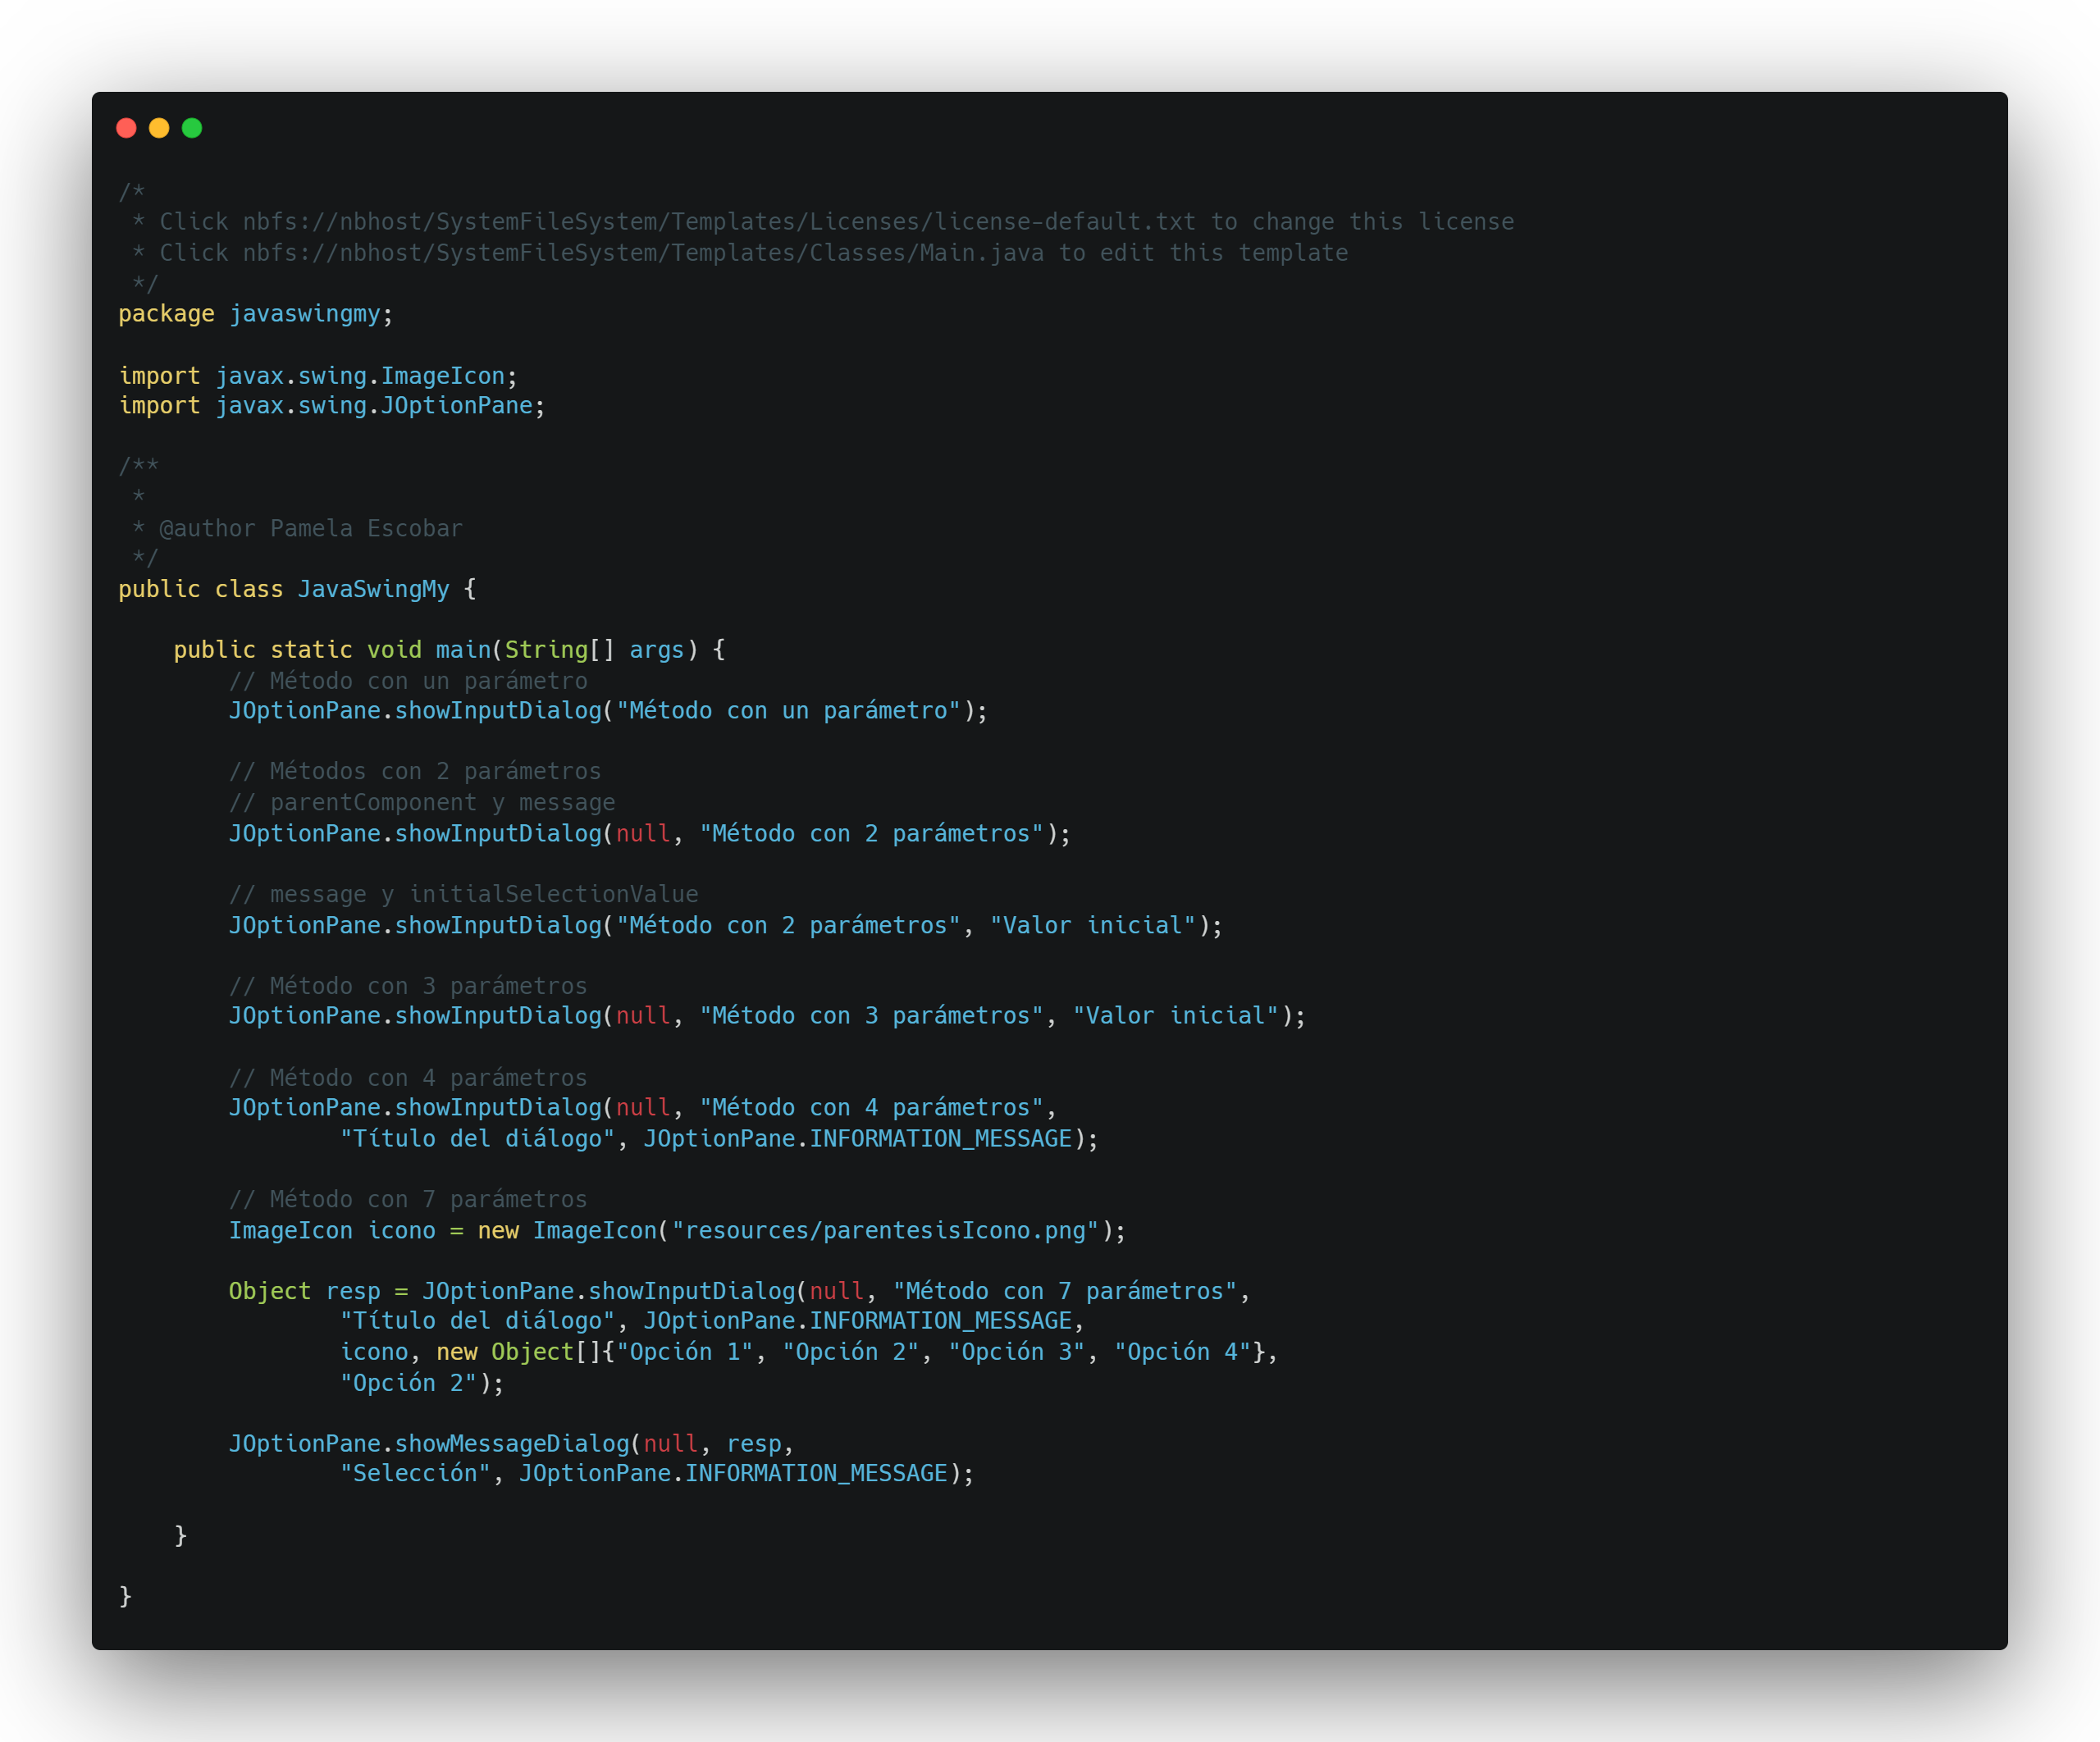 /*
 * Click nbfs://nbhost/SystemFileSystem/Templates/Licenses/license-default.txt to change this license
 * Click nbfs://nbhost/SystemFileSystem/Templates/Classes/Main.java to edit this template
 */
package javaswingmy;

import javax.swing.ImageIcon;
import javax.swing.JOptionPane;

/**
 *
 * @author Pamela Escobar
 */
public class JavaSwingMy {

    public static void main(String[] args) {
        // Método con un parámetro
        JOptionPane.showInputDialog("Método con un parámetro");

        // Métodos con 2 parámetros
        // parentComponent y message
        JOptionPane.showInputDialog(null, "Método con 2 parámetros");

        // message y initialSelectionValue
        JOptionPane.showInputDialog("Método con 2 parámetros", "Valor inicial");

        // Método con 3 parámetros
        JOptionPane.showInputDialog(null, "Método con 3 parámetros", "Valor inicial");

        // Método con 4 parámetros
        JOptionPane.showInputDialog(null, "Método con 4 parámetros",
                "Título del diálogo", JOptionPane.INFORMATION_MESSAGE);

        // Método con 7 parámetros
        ImageIcon icono = new ImageIcon("resources/parentesisIcono.png");

        Object resp = JOptionPane.showInputDialog(null, "Método con 7 parámetros",
                "Título del diálogo", JOptionPane.INFORMATION_MESSAGE,
                icono, new Object[]{"Opción 1", "Opción 2", "Opción 3", "Opción 4"},
                "Opción 2");

        JOptionPane.showMessageDialog(null, resp,
                "Selección", JOptionPane.INFORMATION_MESSAGE);

    }

}